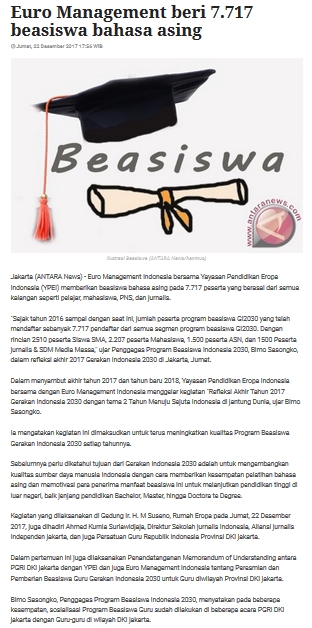 Euro Management beri 7.717
beasiswa bahasa asing
Jumat, 22 Desember 2017 17:56 WIB
Beasiswa
www.antaranews.com
Ilustrasi Beasiswa (ANTARA News/Handrus)
Jakarta (ANTARA News) - Euro Management Indonesia bersama Yayasan Pendidikan Eropa
Indonesia (YPEI) memberikan beasiswa bahasa asing pada 7.717 peserta yang berasal dari semua
kalangan seperti pelajar, mahasiswa, PNS, dan jurnalis.
"Sejak tahun 2016 sampai dengan saat ini, jumlah peserta program beasiswa GI2030 yang telah
mendaftar sebanyak 7.717 pendaftar dari semua segmen program beasiswa GI2030. Dengan
rincian 2510 peserta Siswa SMA, 2.207 peserta Mahasiswa, 1.500 peserta ASN, dan 1500 Peserta
jurnalis & SDM Media Massa," ujar Penggagas Program Beasiswa Indonesia 2030, Bimo Sasongko,
dalam refleksi akhir 2017 Gerakan Indonesia 2030 di Jakarta, Jumat.
Dalam menyambut akhir tahun 2017 dan tahun baru 2018, Yayasan Pendidikan Eropa Indonesia
bersama dengan Euro Management Indonesia menggelar kegiatan "Refleksi Akhir Tahun 2017
Gerakan Indonesia 2030 dengan tema 2 Tahun Menuju Sejuta Indonesia di jantung Dunia, ujar Bimo
Sasongko.
Ia mengatakan kegiatan ini dimaksudkan untuk terus meningkatkan kualitas Program Beasiswa
Gerakan Indonesia 2030 setiap tahunnya.
Sebelumnya perlu diketahui tujuan dari Gerakan Indonesia 2030 adalah untuk mengembangkan
kualitas sumber daya manusia Indonesia dengan cara memberikan kesempatan pelatihan bahasa
asing dan memotivasi para penerima manfaat beasiswa ini untuk melanjutkan pendidikan tinggi di
luar negeri, baik jenjang pendidikan Bachelor, Master, hingga Doctora te Degree.
Kegiatan yang dilaksanakan di Gedung Ir. H. M Suseno, Rumah Eropa pada Jumat, 22 Desember
2017, juga dihadiri Ahmed Kurnia Suriawidjaja, Direktur Sekolah Jurnalis Indonesia, Aliansi jurnalis
Independen Jakarta, dan juga Persatuan Guru Republik Indonesia Provinsi DKI Jakarta.
Dalam pertemuan ini juga dilaksanakan Penandatanganan Memorandum of Understanding antara
PGRI DKI Jakarta dengan YPEI dan juga Euro Management Indonesia tentang Peresmian dan
Pemberian Beasiswa Guru Gerakan Indonesia 2030 untuk Guru diwilayah Provinsi DKI Jakarta.
Bimo Sasongko, Penggagas Program Beasiswa Indonesia 2030, menyatakan pada beberapa
kesempatan, sosialisasi Program Beasiswa Guru sudah dilakukan di beberapa acara PGRI DKI
Jakarta dengan Guru-guru di wilayah DKI Jakarta.